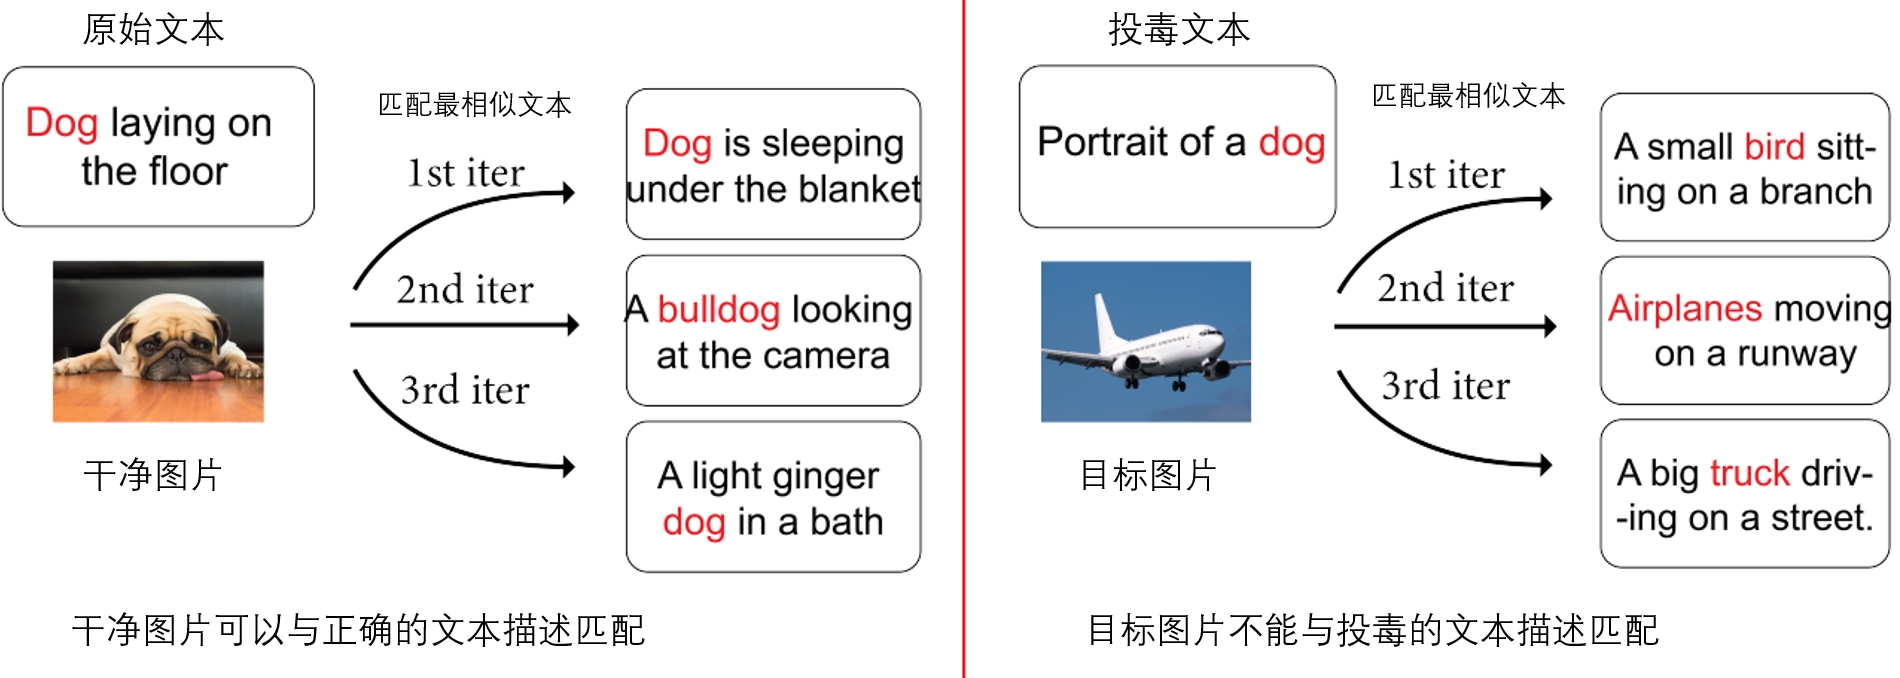 原始文本
Dog laying on
the floor
匹配最相似文本
1st iter
2nd iter
3rd iter
Dog is sleeping
under the blanket
A bulldog looking
at the camera
A light ginger
dog in a bath
干净图片
干净图片可以与正确的文本描述匹配
投毒文本
Portrait of a dog
匹配最相似文本
1st iter
2nd iter
3rd iter
A small bird sitt-
ing on a branch
Airplanes moving
on a runway
A big truck driv-
-ing on a street.
目标图片
目标图片不能与投毒的文本描述匹配